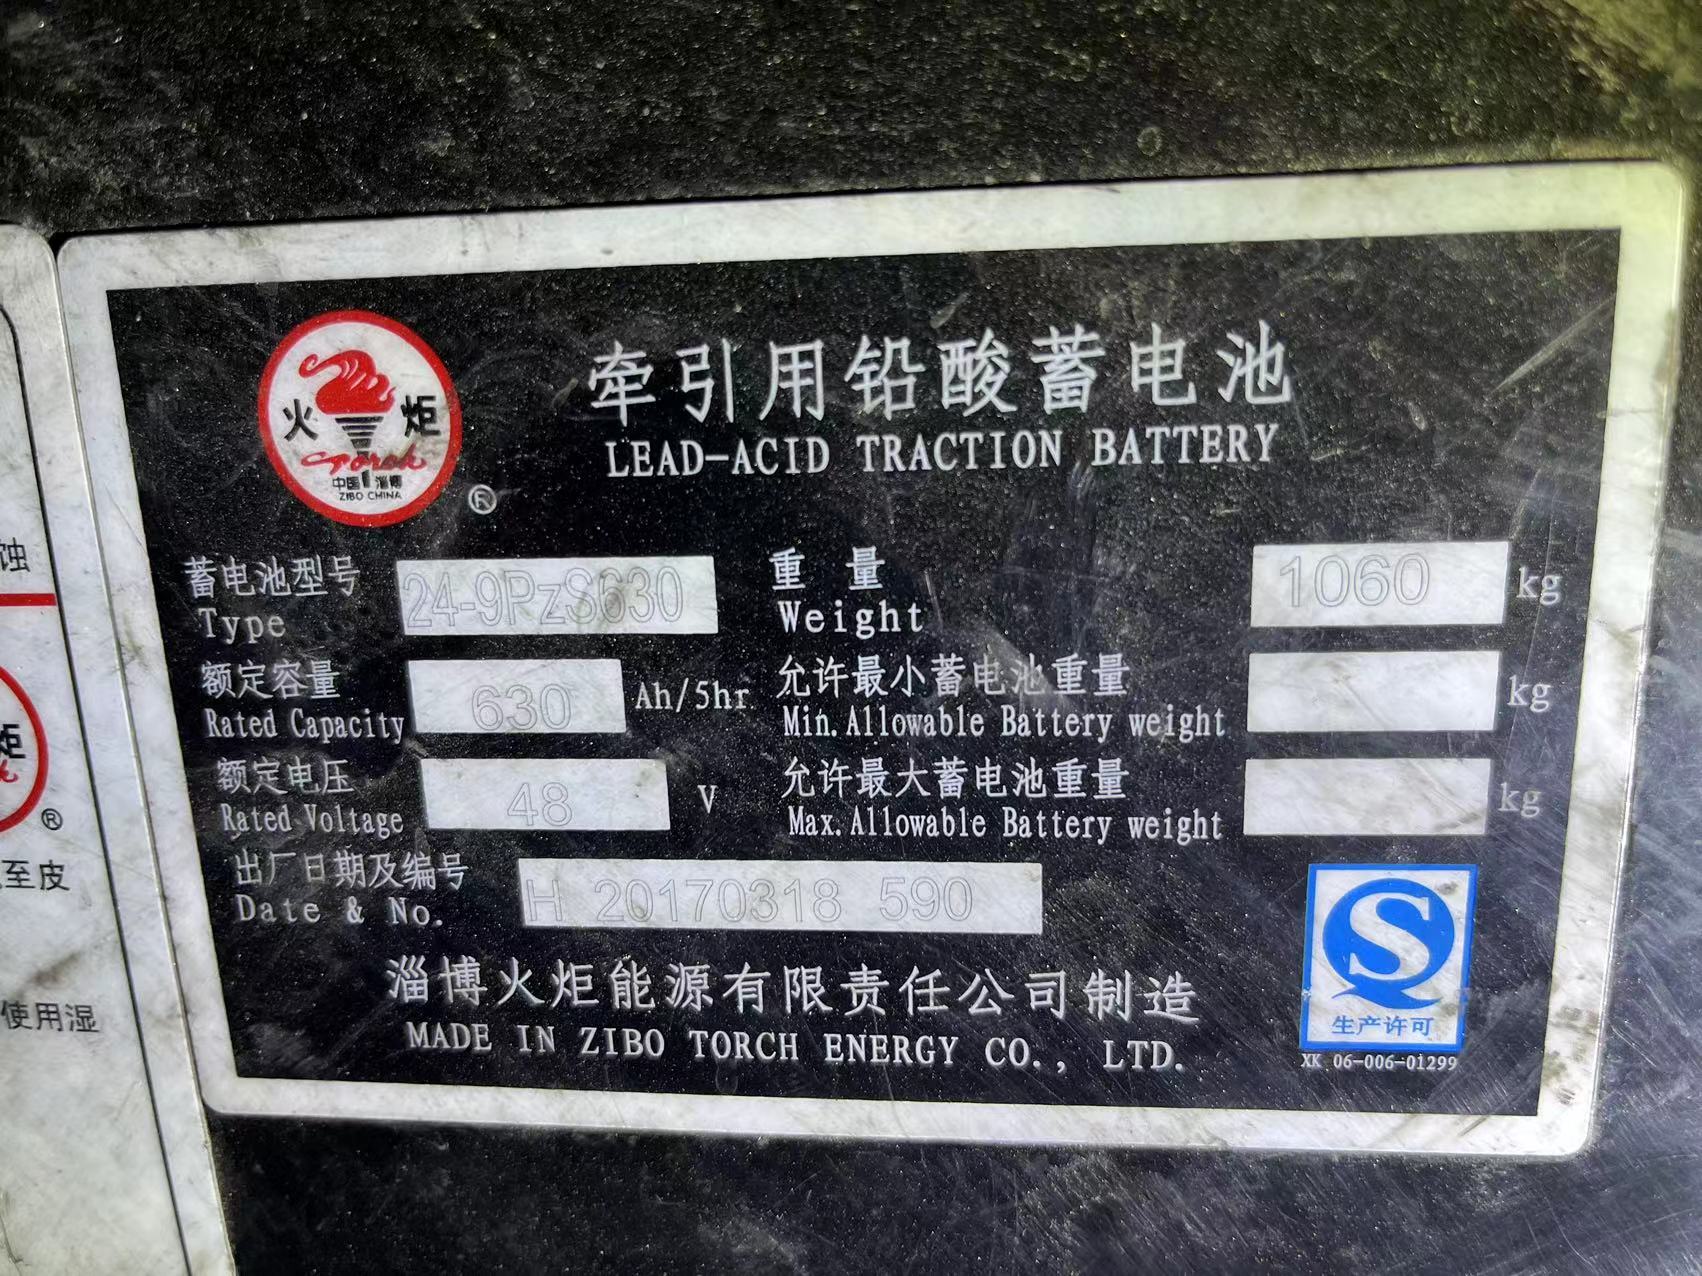 火炬
Torch
中国淄博
ZIBO CHINA
®
牵引用铅酸蓄电池
LEAD-ACID TRACTION BATTERY
蓄电池型号
Type
24-9PzS630
重量
Weight
1060 kg
额定容量
Rated Capacity
630 Ah/5hr
允许最小蓄电池重量
Min. Allowable Battery weight
kg
额定电压
Rated Voltage
48 V
允许最大蓄电池重量
Max. Allowable Battery weight
kg
出厂日期及编号
Date & No.
H 20170318 590
淄博火炬能源有限责任公司制造
MADE IN ZIBO TORCH ENERGY CO., LTD.
生产许可
XK 06-006-01299
蚀
炬
®
至皮
使用湿